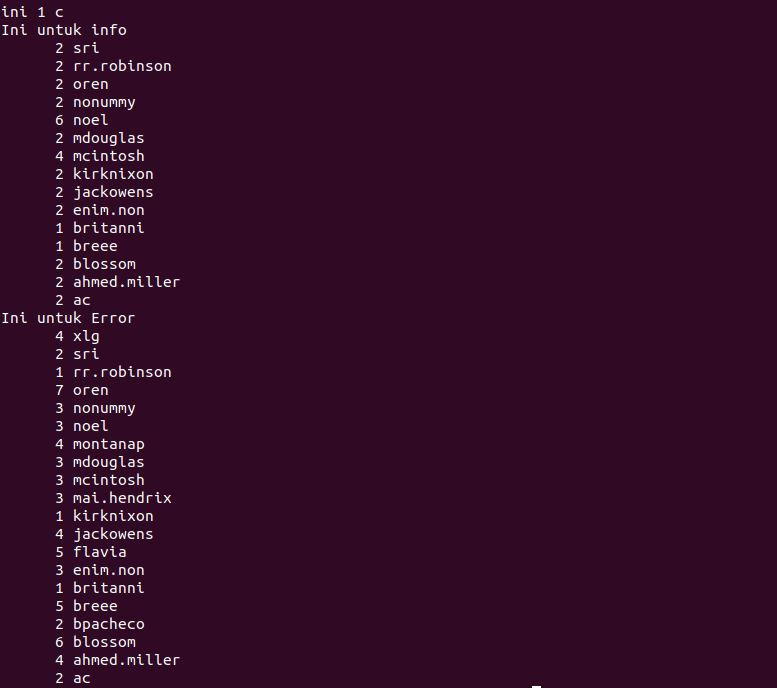 ini 1 c
Ini untuk info
2 sri
2 rr.robinson
2 oren
2 nonummy
6 noel
2 mdouglas
4 mcintosh
2 kirknixon
2 jackowens
2 enim.non
1 britanni
1 breee
2 blossom
2 ahmed.miller
2 ac
Ini untuk Error
4 xlg
2 sri
1 rr.robinson
7 oren
3 nonummy
3 noel
4 montanap
3 mdouglas
3 mcintosh
3 mai.hendrix
1 kirknixon
4 jackowens
5 flavia
3 enim.non
1 britanni
5 breee
2 bpacheco
6 blossom
4 ahmed.miller
2 ac